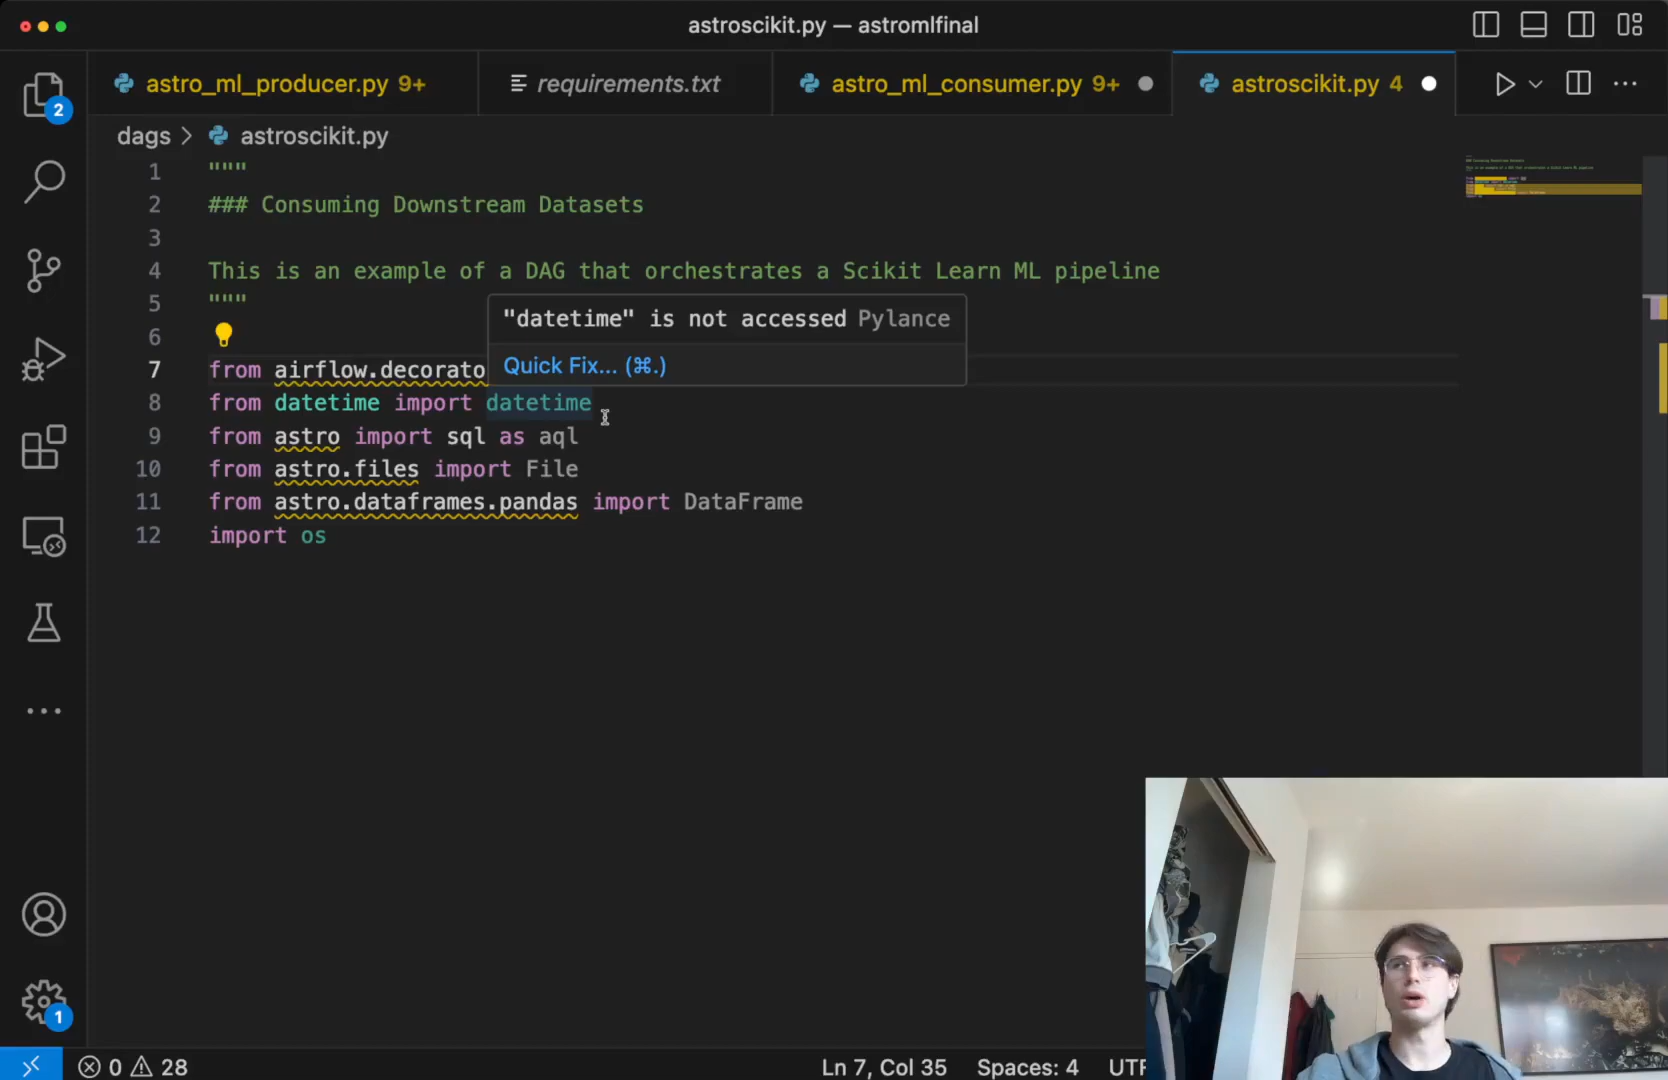 astroscikit.py — astromlfinal
astro_ml_producer.py 9+
requirements.txt
astro_ml_consumer.py 9+
astroscikit.py 4
2
dags > astroscikit.py
1 """
2 ### Consuming Downstream Datasets
3
4 This is an example of a DAG that orchestrates a Scikit Learn ML pipeline
5 """
"datetime" is not accessed Pylance
6
Quick Fix... (⌘.)
7 from airflow.decorato
8 from datetime import datetime
9 from astro import sql as aql
10 from astro.files import File
11 from astro.dataframes.pandas import DataFrame
12 import os
1
0 28
Ln 7, Col 35 Spaces: 4 UTF